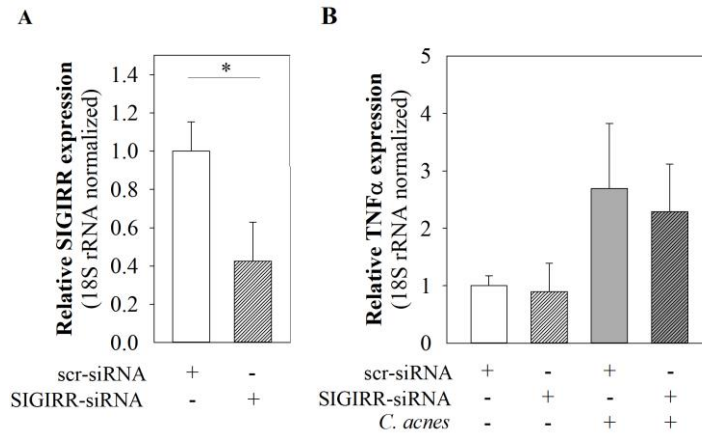 A
Relative SIGIRR expression
(18S rRNA normalized)
1.4
1.2
1.0
0.8
0.6
0.4
0.2
0.0
*
scr-siRNA + -
SIGIRR-siRNA - +
B
Relative TNFα expression
(18S rRNA normalized)
5
4
3
2
1
0
scr-siRNA + - + -
SIGIRR-siRNA - + - +
C. acnes - - + +